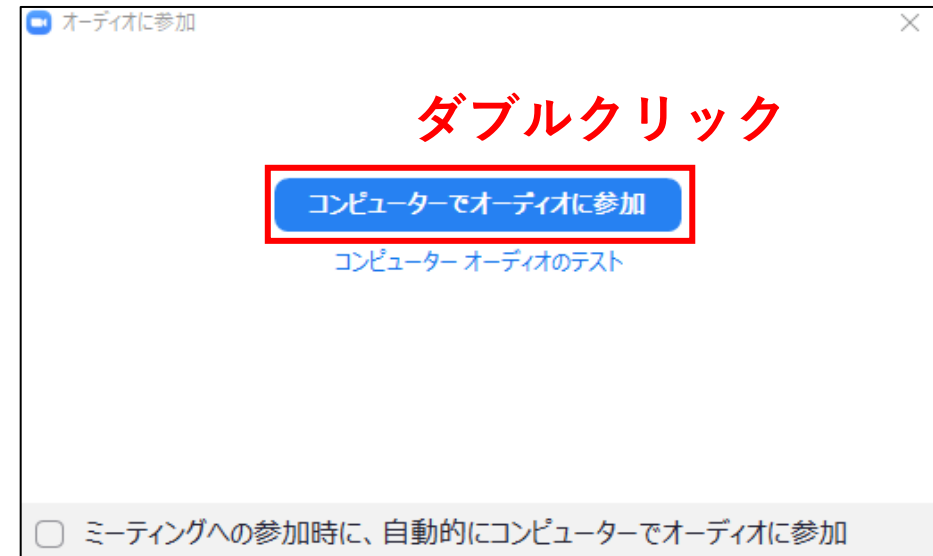 オーディオに参加
ダブルクリック
コンピューターでオーディオに参加
コンピューター オーディオのテスト
ミーティングへの参加時に、自動的にコンピューターでオーディオに参加